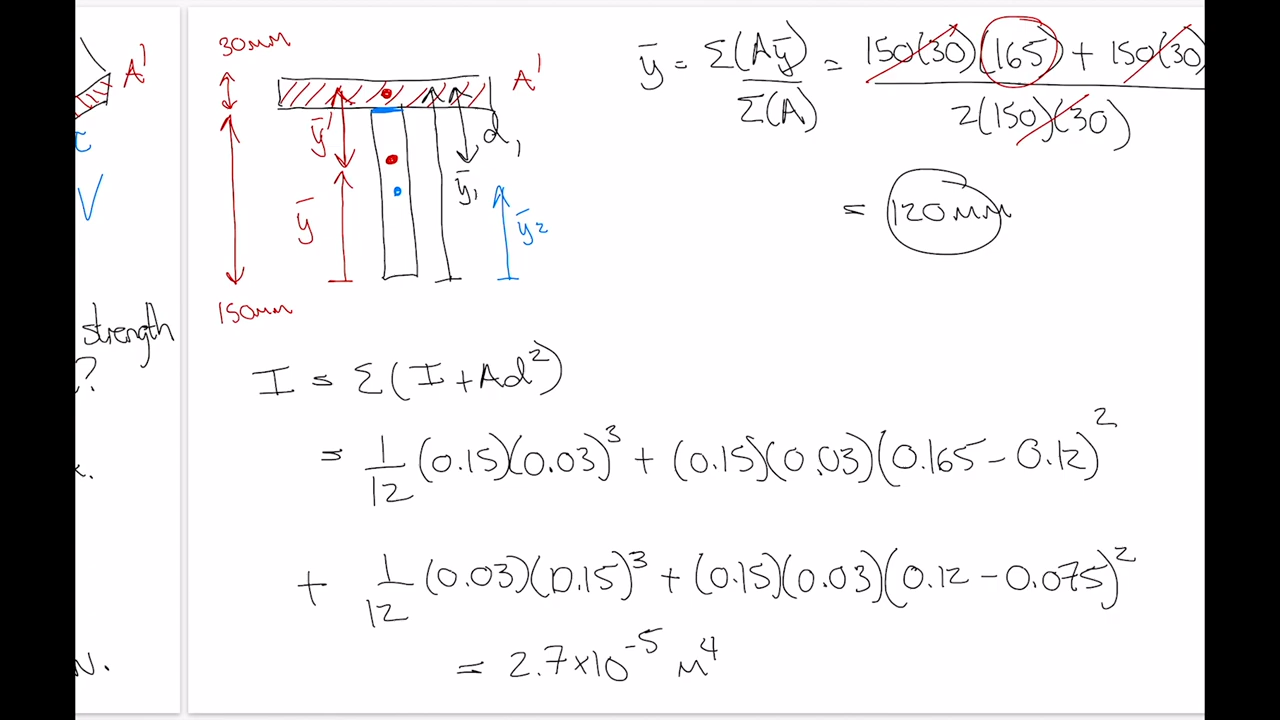 A'
c
V
strength
?
N.
30mm
A'
ȳ'
d₁
ȳ₁
ȳ
ȳ₂
150mm
ȳ = Σ(Aȳ)/Σ(A) = 150(30)(165) + 150(30) / 2(150)(30)
= 120mm
I = Σ(I + Ad²)
= 1/12 (0.15)(0.03)³ + (0.15)(0.03)(0.165 - 0.12)²
+ 1/12 (0.03)(0.15)³ + (0.15)(0.03)(0.12 - 0.075)²
= 2.7×10⁻⁵ m⁴